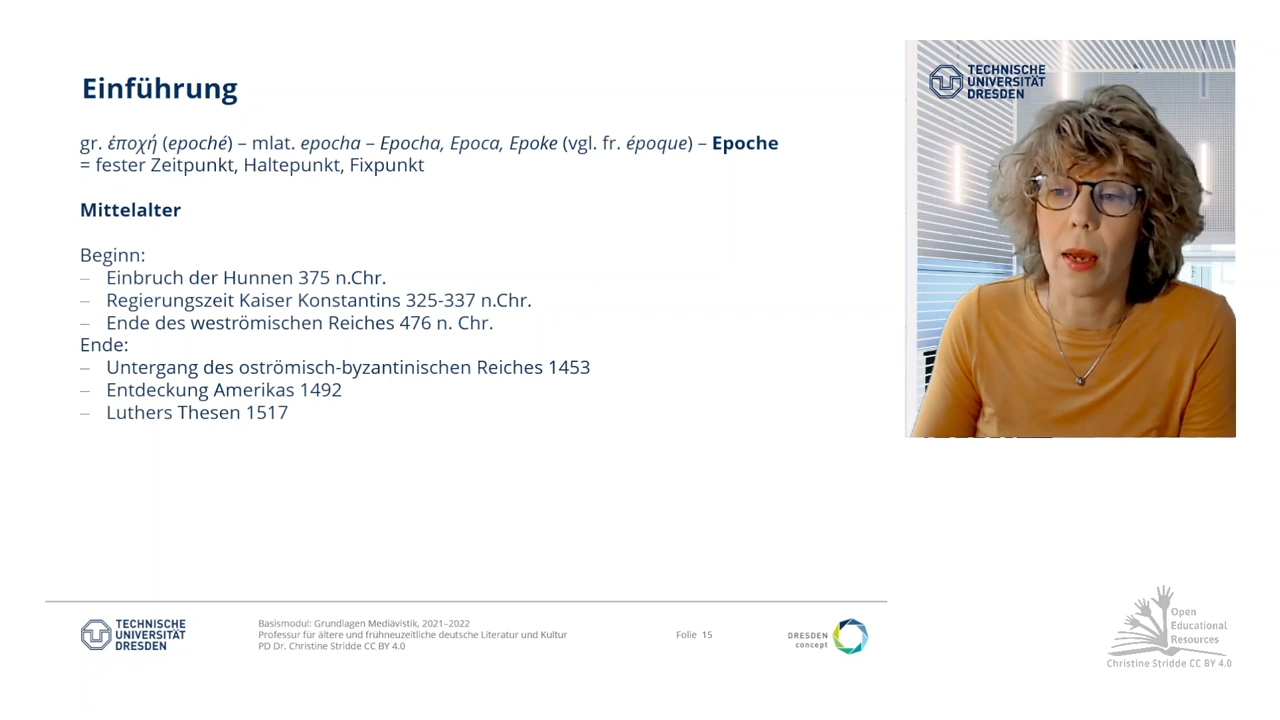 Einführung
gr. ἐποχή (epoché) – mlat. epocha – Epocha, Epoca, Epoke (vgl. fr. époque) – Epoche
= fester Zeitpunkt, Haltepunkt, Fixpunkt
Mittelalter
Beginn:
– Einbruch der Hunnen 375 n.Chr.
– Regierungszeit Kaiser Konstantins 325-337 n.Chr.
– Ende des weströmischen Reiches 476 n. Chr.
Ende:
– Untergang des oströmisch-byzantinischen Reiches 1453
– Entdeckung Amerikas 1492
– Luthers Thesen 1517
TECHNISCHE
UNIVERSITÄT
DRESDEN
TECHNISCHE
UNIVERSITÄT
DRESDEN
Basismodul: Grundlagen Mediävistik, 2021–2022
Professur für ältere und frühneuzeitliche deutsche Literatur und Kultur
PD Dr. Christine Stridde CC BY 4.0
Folie 15
DRESDEN
concept
Open
Educational
Resources
Christine Stridde CC BY 4.0